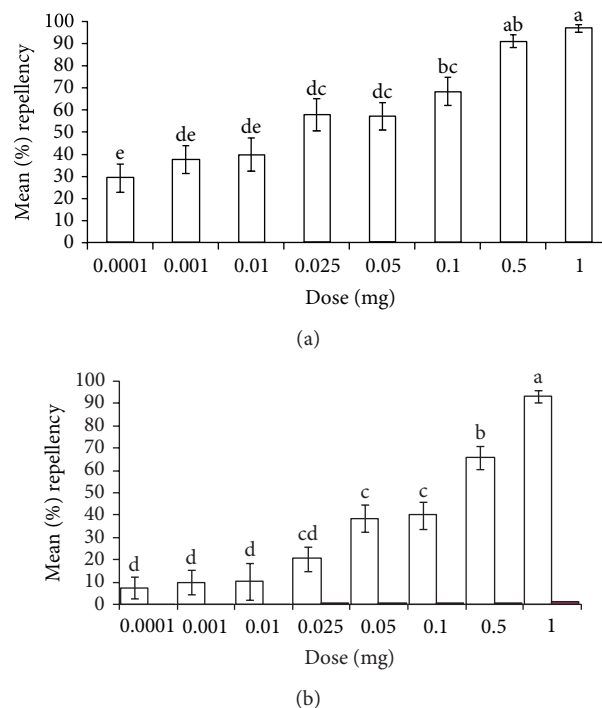 100
90
80
70
60
50
40
30
20
10
0
Mean (%) repellency
e
de
de
dc
dc
bc
ab
a
0.0001 0.001 0.01 0.025 0.05 0.1 0.5 1
Dose (mg)
(a)
100
90
80
70
60
50
40
30
20
10
0
Mean (%) repellency
d
d
d
cd
c
c
b
a
0.0001 0.001 0.01 0.025 0.05 0.1 0.5 1
Dose (mg)
(b)